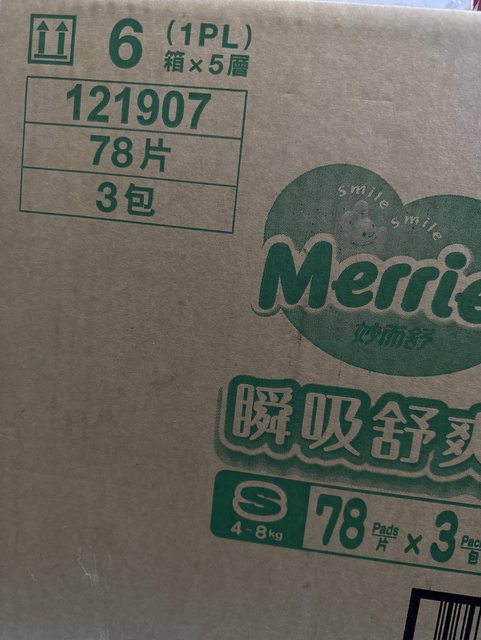 6 (1PL)
箱×5層
121907
78片
3包
Smile Smile
Merrie
妙而舒
瞬吸舒爽
S
4~8kg
78 Pads
片
×3
包